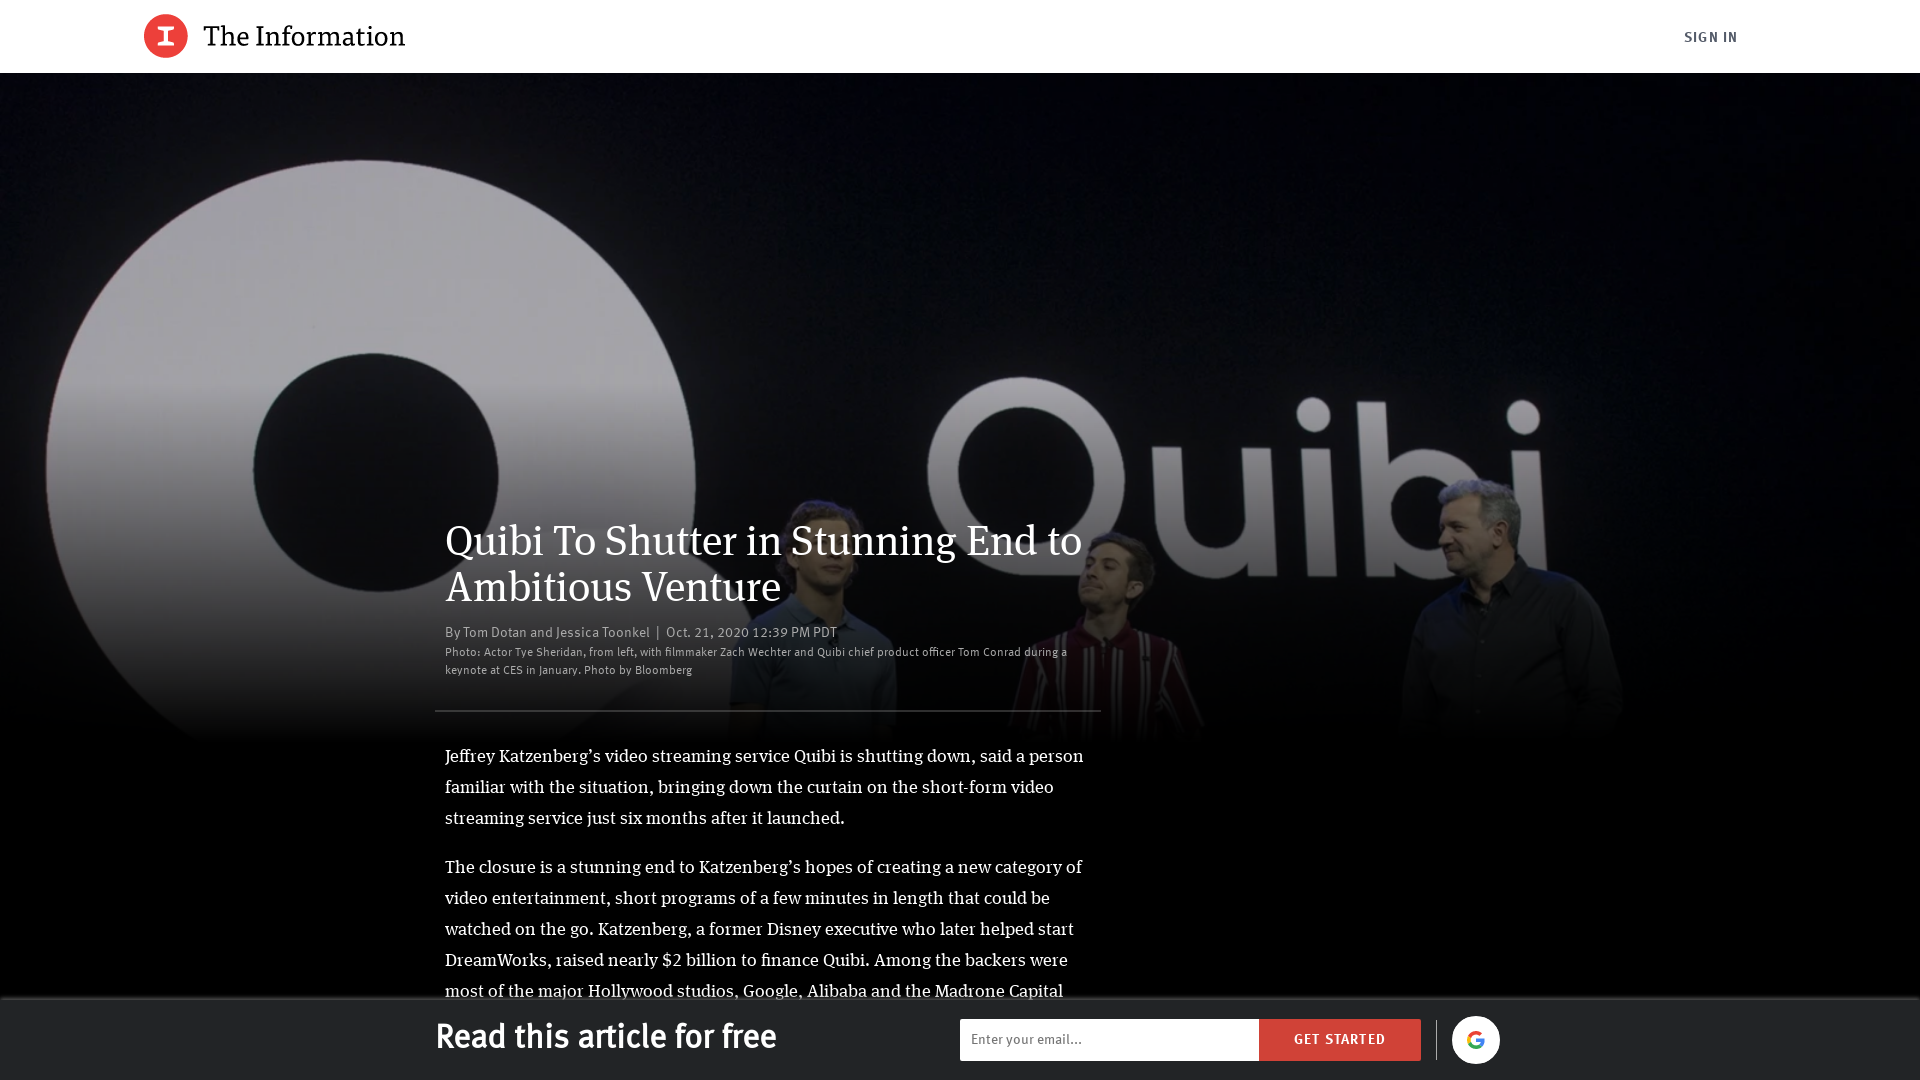 The Information
SIGN IN
Quibi
Quibi To Shutter in Stunning End to
Ambitious Venture
By Tom Dotan and Jessica Toonkel | Oct. 21, 2020 12:39 PM PDT
Photo: Actor Tye Sheridan, from left, with filmmaker Zach Wechter and Quibi chief product officer Tom Conrad during a
keynote at CES in January. Photo by Bloomberg
Jeffrey Katzenberg’s video streaming service Quibi is shutting down, said a person
familiar with the situation, bringing down the curtain on the short-form video
streaming service just six months after it launched.
The closure is a stunning end to Katzenberg’s hopes of creating a new category of
video entertainment, short programs of a few minutes in length that could be
watched on the go. Katzenberg, a former Disney executive who later helped start
DreamWorks, raised nearly $2 billion to finance Quibi. Among the backers were
most of the major Hollywood studios, Google, Alibaba and the Madrone Capital
Read this article for free
Enter your email...
GET STARTED